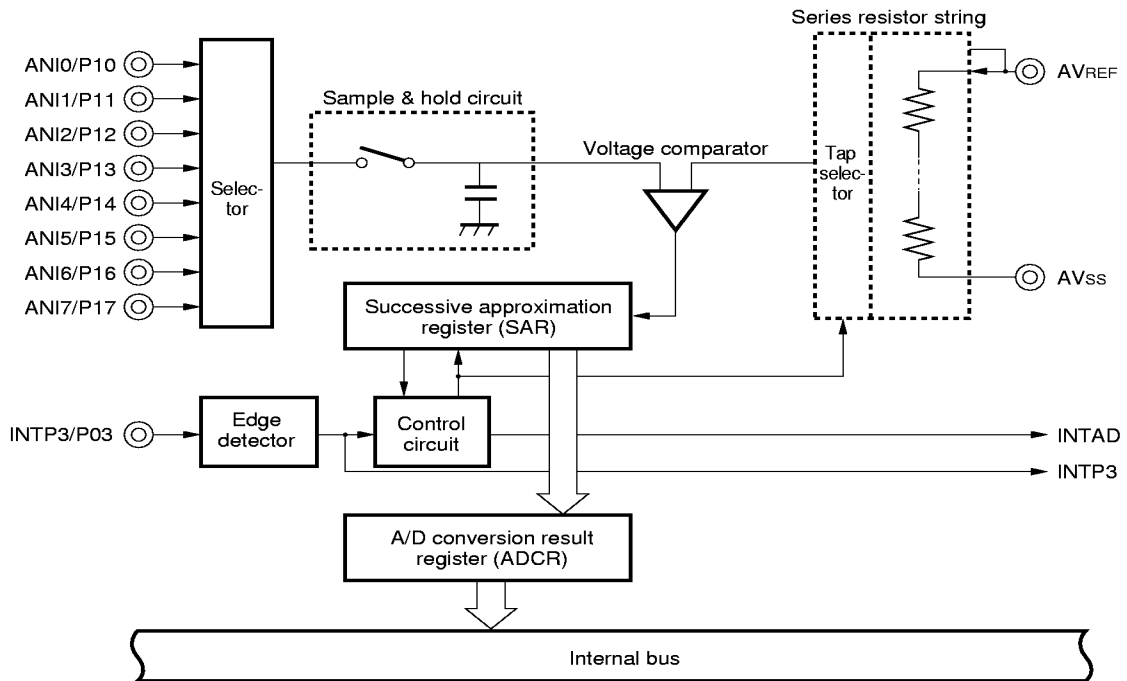 Series resistor string
ANI0/P10
ANI1/P11
ANI2/P12
ANI3/P13
ANI4/P14
ANI5/P15
ANI6/P16
ANI7/P17
Selec-
tor
Sample & hold circuit
Voltage comparator
Tap
selec-
tor
AVREF
AVSS
Successive approximation
register (SAR)
INTP3/P03
Edge
detector
Control
circuit
INTAD
INTP3
A/D conversion result
register (ADCR)
Internal bus